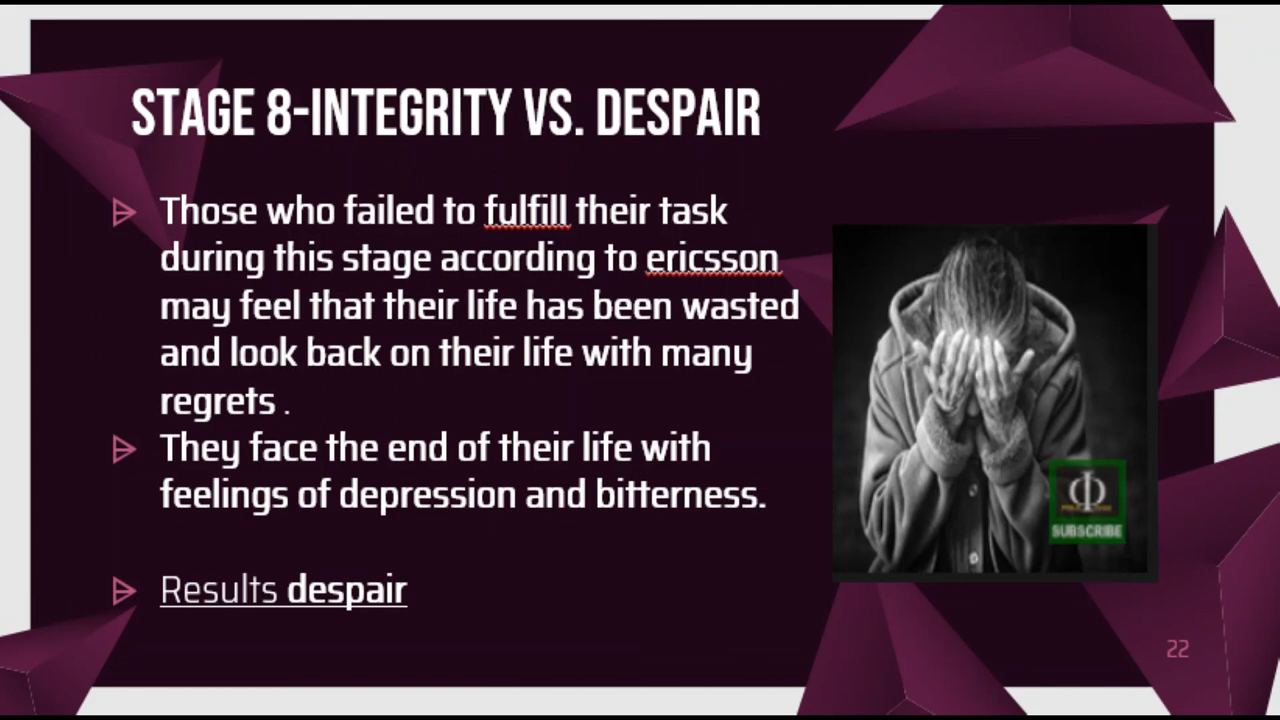 STAGE 8-INTEGRITY VS. DESPAIR
Those who failed to fulfill their task
during this stage according to ericsson
may feel that their life has been wasted
and look back on their life with many
regrets .
They face the end of their life with
feelings of depression and bitterness.
Results despair
SUBSCRIBE
22